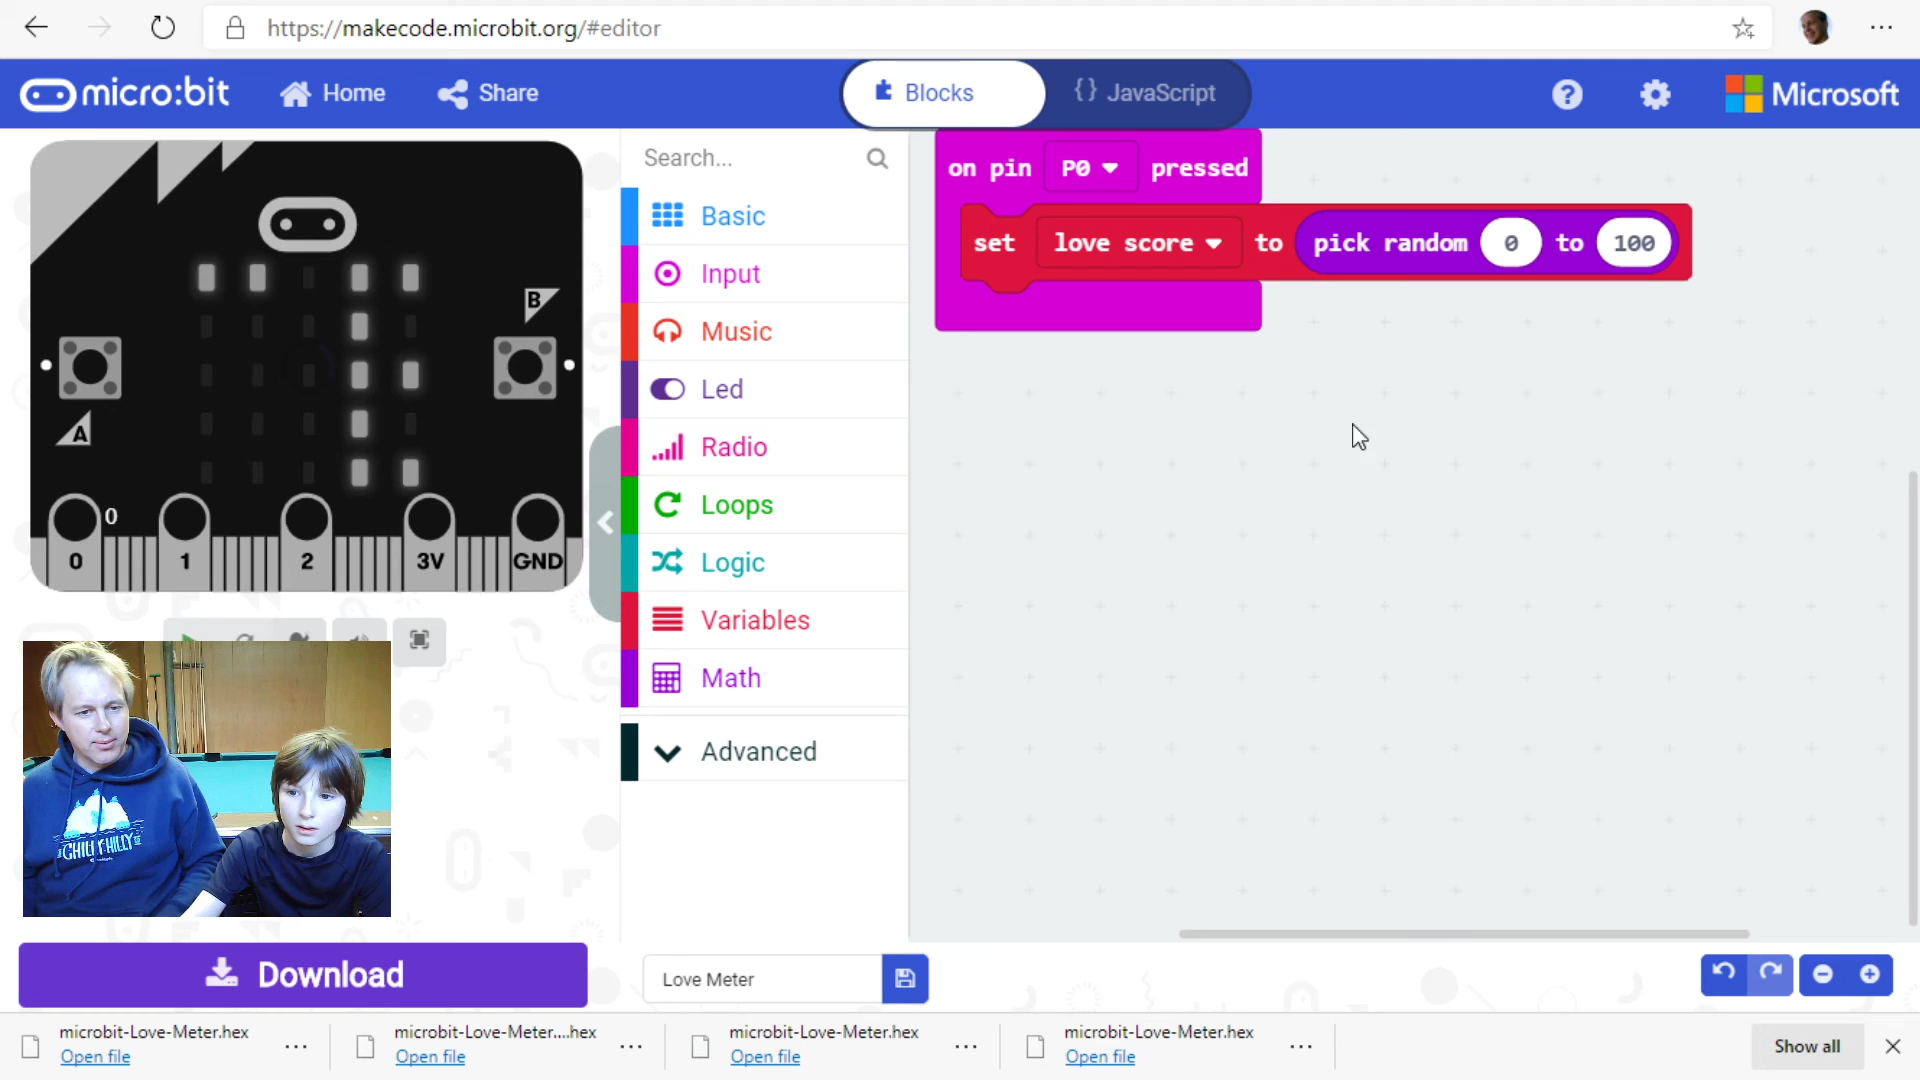 https://makecode.microbit.org/#editor
micro:bit Home Share Blocks {} JavaScript ? Microsoft
Search...
Basic
Input
Music
Led
Radio
Loops
Logic
Variables
Math
Advanced
on pin P0 pressed
set love score to pick random 0 to 100
B
A
0
0 1 2 3V GND
CHILLY HILLY
Download
Love Meter
microbit-Love-Meter.hex
Open file
microbit-Love-Meter....hex
Open file
microbit-Love-Meter.hex
Open file
microbit-Love-Meter.hex
Open file
Show all